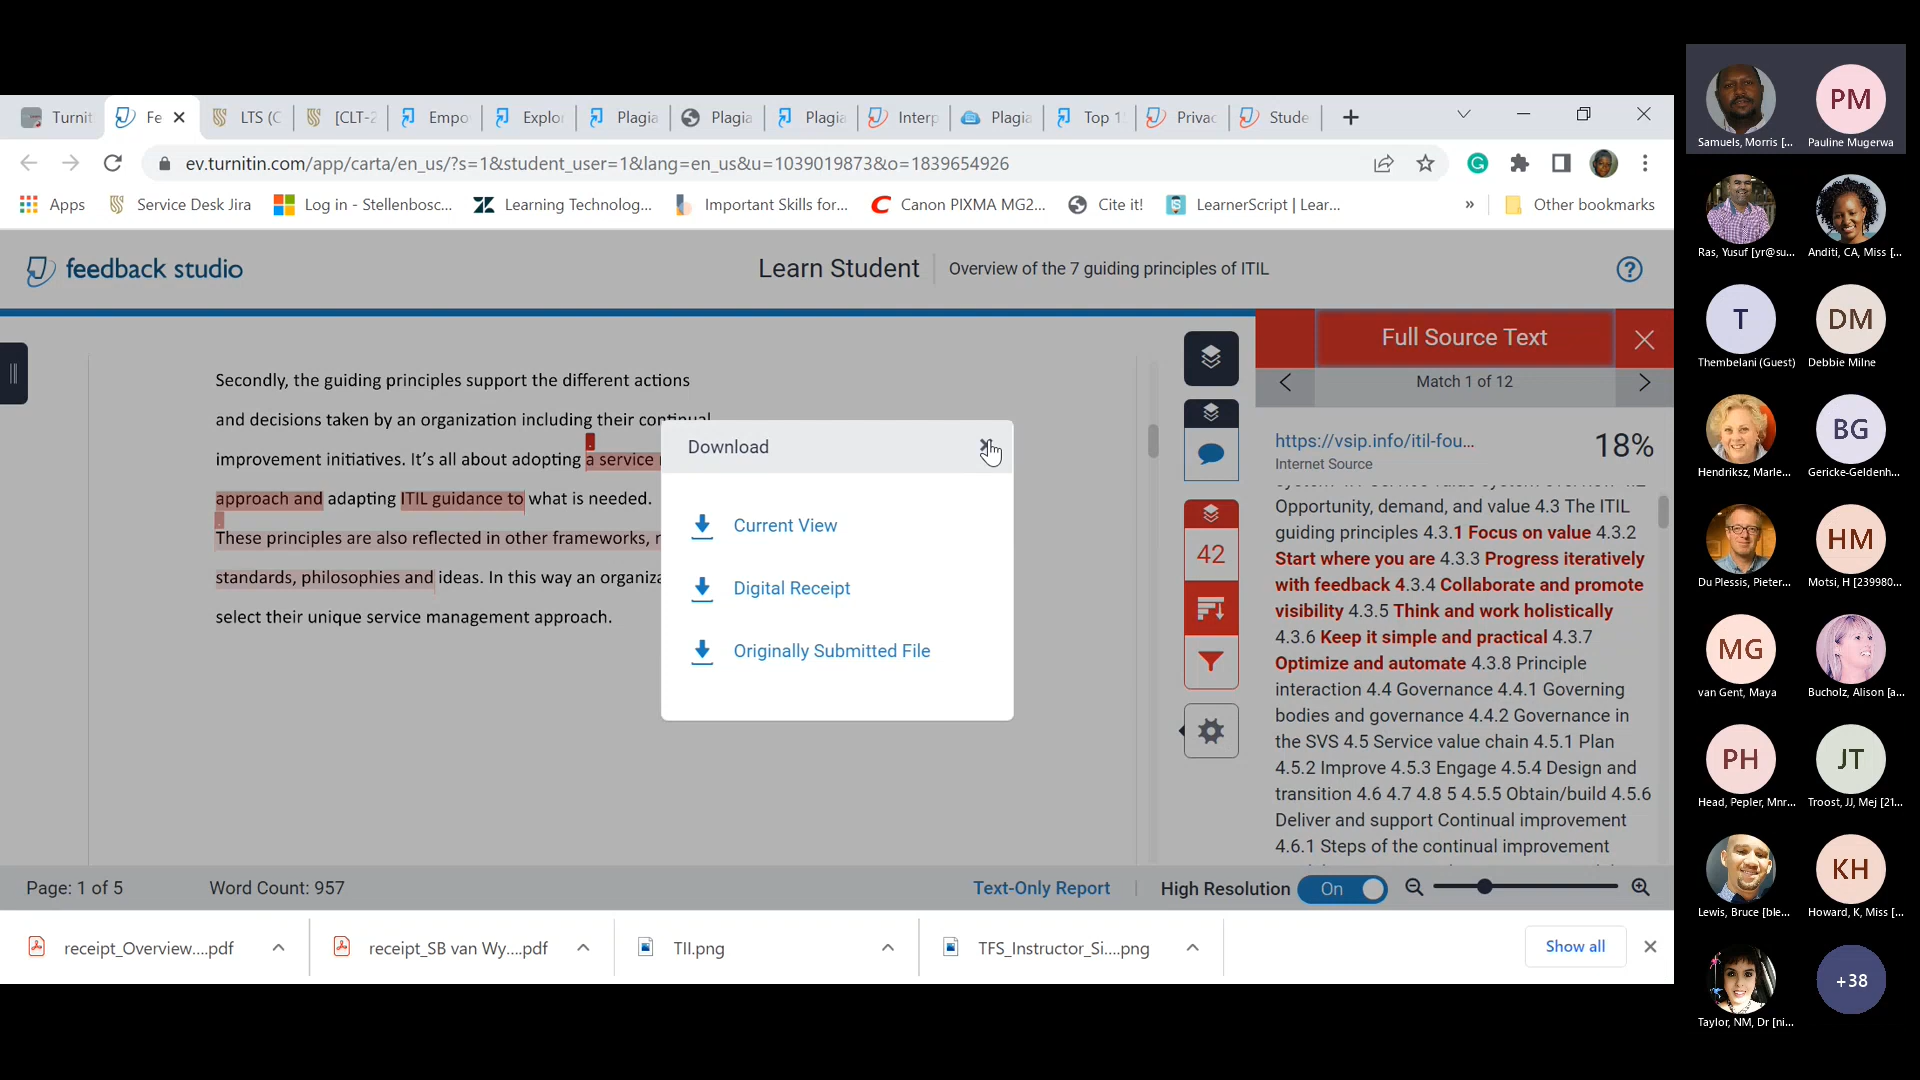 Turnit
Fe
LTS (C
[CLT-2
Empo
Explor
Plagia
Plagia
Plagia
Interp
Plagia
Top 1
Privac
Stude
ev.turnitin.com/app/carta/en_us/?s=1&student_user=1&lang=en_us&u=1039019873&o=1839654926
Apps
Service Desk Jira
Log in - Stellenbosc...
Learning Technolog...
Important Skills for...
Canon PIXMA MG2...
Cite it!
LearnerScript | Lear...
»
Other bookmarks
feedback studio
Learn Student
Overview of the 7 guiding principles of ITIL
Secondly, the guiding principles support the different actions
and decisions taken by an organization including their continual
improvement initiatives. It's all about adopting a service
approach and adapting ITIL guidance to what is needed.
These principles are also reflected in other frameworks,
standards, philosophies and ideas. In this way an organiza
select their unique service management approach.
Download
Current View
Digital Receipt
Originally Submitted File
42
Full Source Text
Match 1 of 12
https://vsip.info/itil-fou...
18%
Internet Source
Opportunity, demand, and value 4.3 The ITIL
guiding principles 4.3.1 Focus on value 4.3.2
Start where you are 4.3.3 Progress iteratively
with feedback 4.3.4 Collaborate and promote
visibility 4.3.5 Think and work holistically
4.3.6 Keep it simple and practical 4.3.7
Optimize and automate 4.3.8 Principle
interaction 4.4 Governance 4.4.1 Governing
bodies and governance 4.4.2 Governance in
the SVS 4.5 Service value chain 4.5.1 Plan
4.5.2 Improve 4.5.3 Engage 4.5.4 Design and
transition 4.6 4.7 4.8 5 4.5.5 Obtain/build 4.5.6
Deliver and support Continual improvement
4.6.1 Steps of the continual improvement
Page: 1 of 5
Word Count: 957
Text-Only Report
High Resolution
On
receipt_Overview....pdf
receipt_SB van Wy....pdf
TII.png
TFS_Instructor_Si....png
Show all
PM
Samuels, Morris [...
Pauline Mugerwa
Ras, Yusuf [yr@su...
Anditi, CA, Miss [...
T
DM
Thembelani (Guest)
Debbie Milne
BG
Hendriksz, Marle...
Gericke-Geldenh...
HM
Du Plessis, Pieter...
Motsi, H [239980...
MG
van Gent, Maya
Bucholz, Alison [a...
PH
JT
Head, Pepler, Mnr...
Troost, JJ, Mej [21...
KH
Lewis, Bruce [ble...
Howard, K, Miss [...
+38
Taylor, NM, Dr [ni...